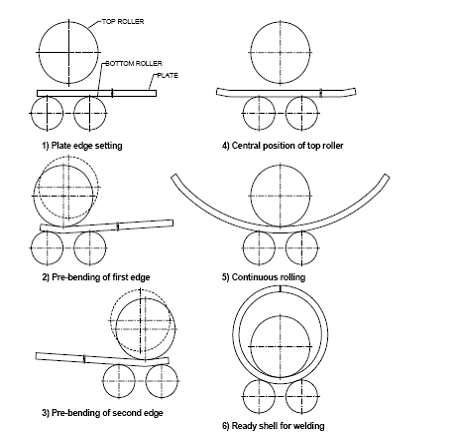 TOP ROLLER
BOTTOM ROLLER
PLATE
1) Plate edge setting
4) Central position of top roller
2) Pre-bending of first edge
5) Continuous rolling
3) Pre-bending of second edge
6) Ready shell for welding